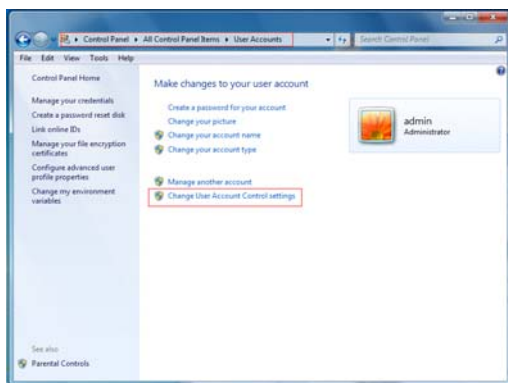 Control Panel ▸ All Control Panel Items ▸ User Accounts
Search Control Panel
File Edit View Tools Help
Control Panel Home
Manage your credentials
Create a password reset disk
Link online IDs
Manage your file encryption
certificates
Configure advanced user
profile properties
Change my environment
variables
Make changes to your user account
Create a password for your account
Change your picture
Change your account name
Change your account type
Manage another account
Change User Account Control settings
admin
Administrator
See also
Parental Controls